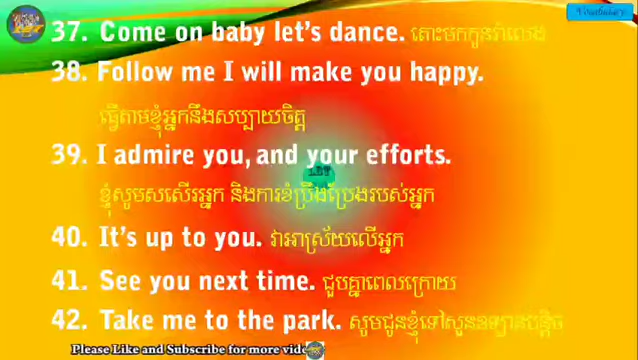 Vocabulary
37. Come on baby let's dance. តោះមកកូនរាំលេង
38. Follow me I will make you happy.
ធ្វើតាមខ្ញុំអ្នកនឹងសប្បាយចិត្ត
39. I admire you, and your efforts.
ខ្ញុំសូមសសើរអ្នក និងការខំប្រឹងប្រែងរបស់អ្នក
40. It's up to you. វាអាស្រ័យលើអ្នក
41. See you next time. ជួបគ្នាពេលក្រោយ
42. Take me to the park. សូមជូនខ្ញុំទៅសួនឧទ្យានបន្តិច
Please Like and Subscribe for more vide